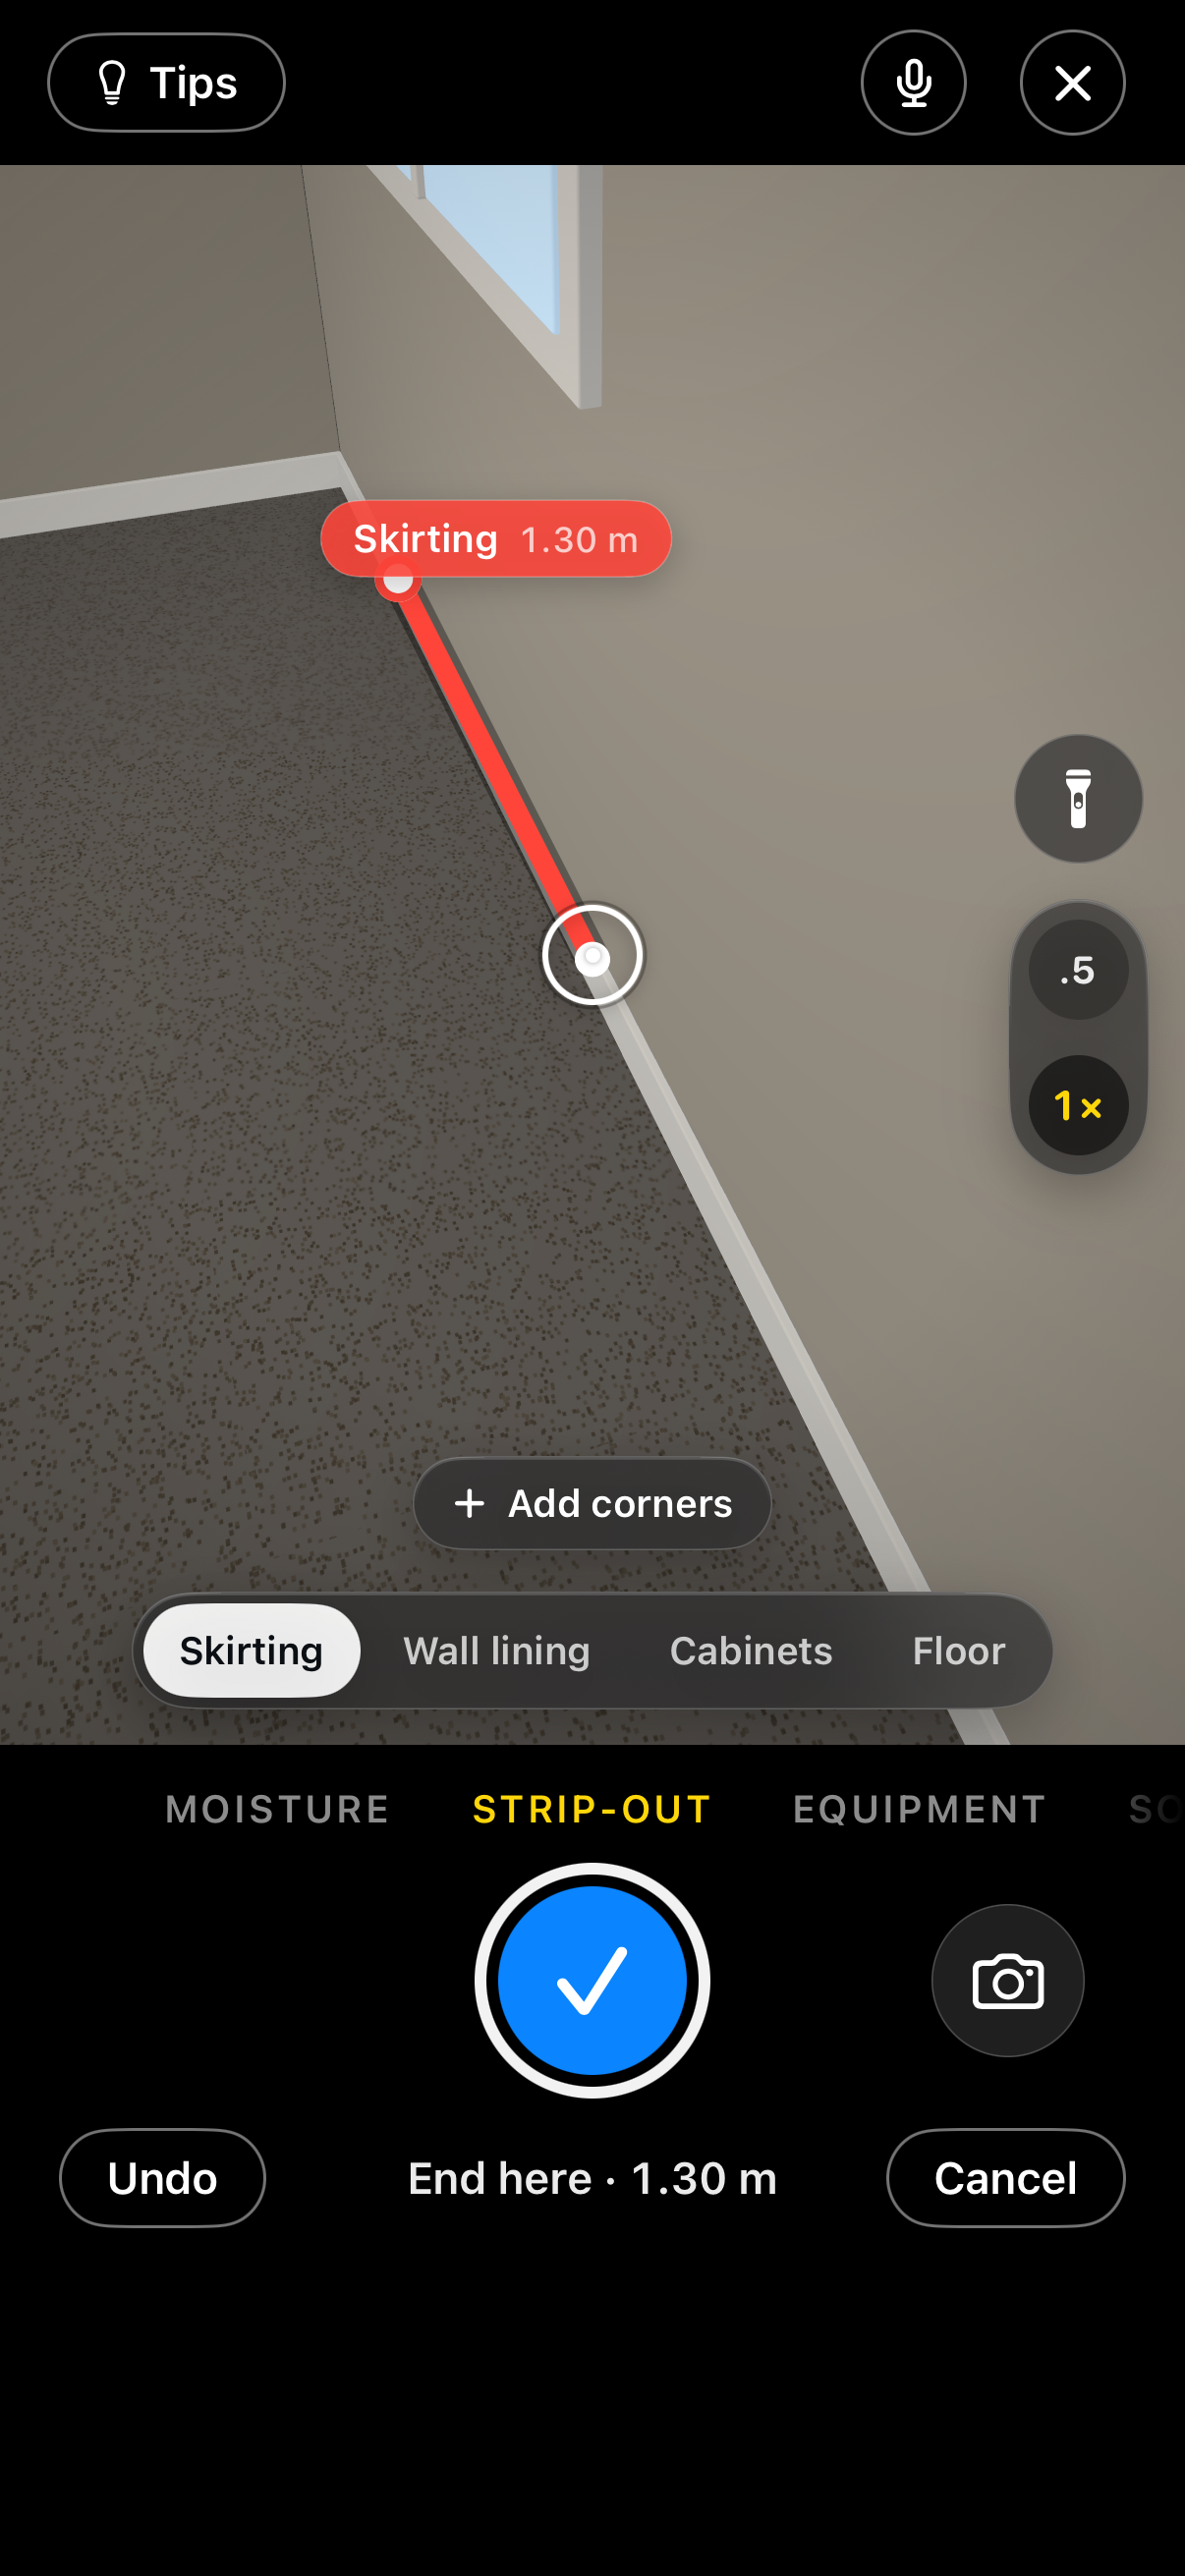 Tips
Skirting 1.30 m
.5
1×
+ Add corners
Skirting Wall lining Cabinets Floor
MOISTURE STRIP-OUT EQUIPMENT
Undo End here · 1.30 m Cancel